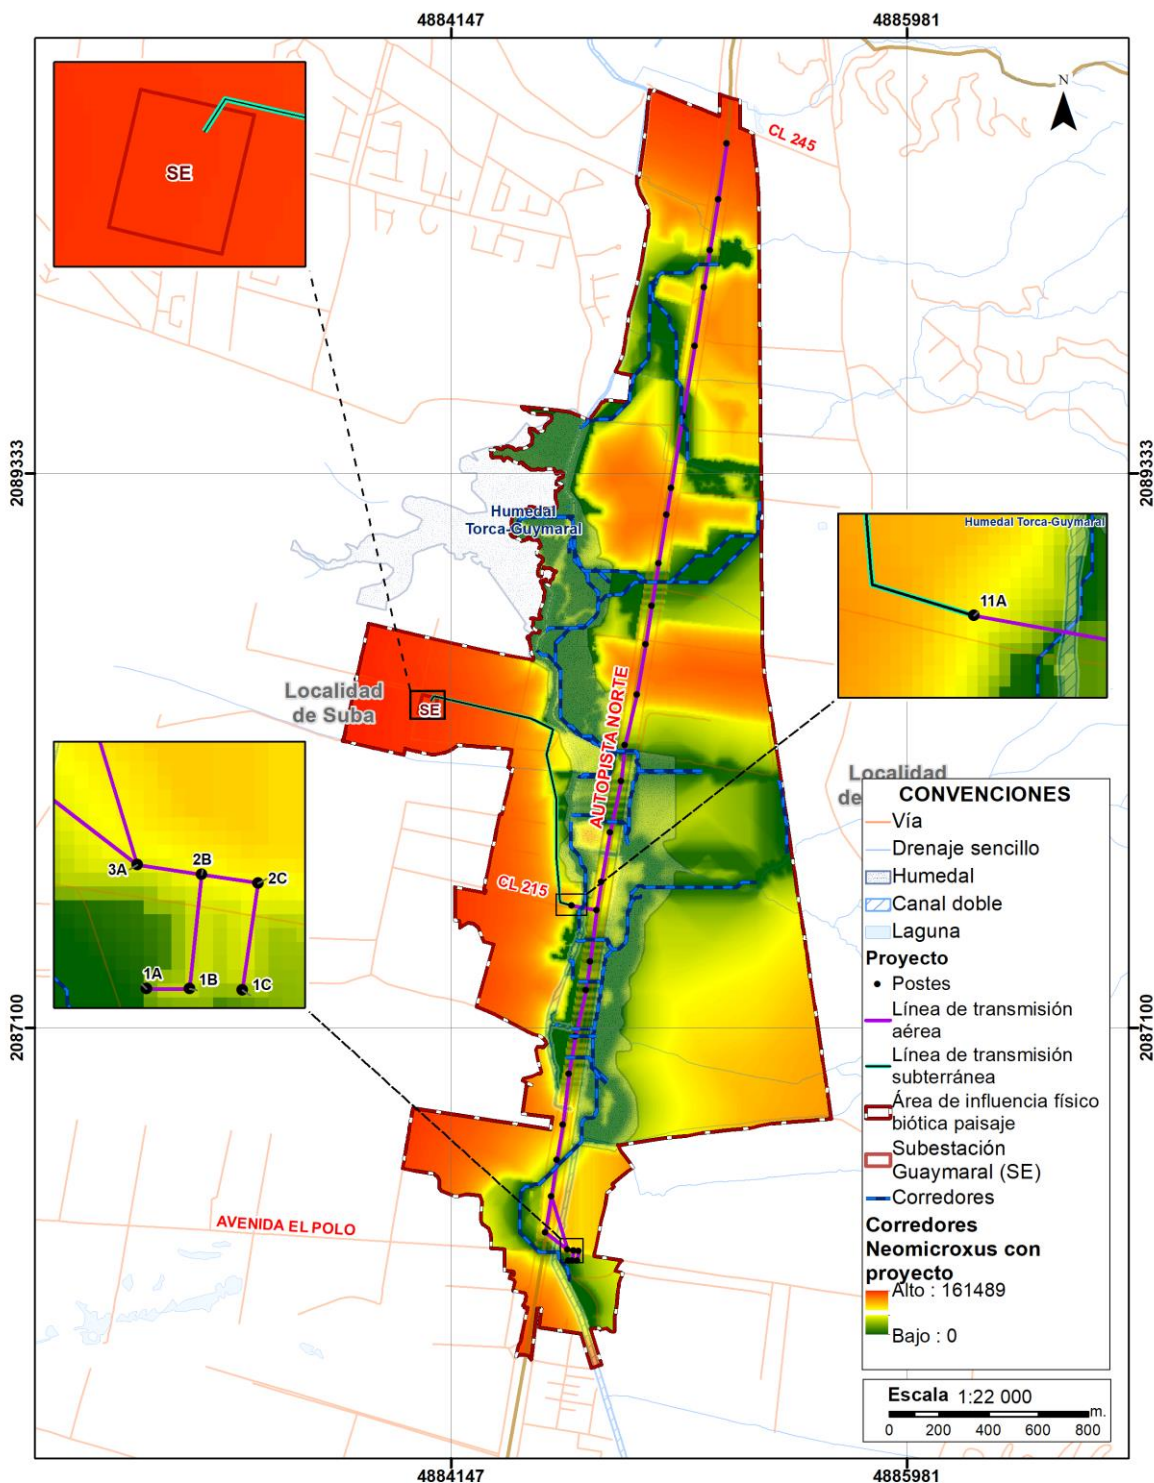 4884147
4885981
N
CL 245
SE
2089333
2089333
Humedal
Torca-Guymaral
Humedal Torca-Guymaral
11A
Localidad
de Suba
SE
AUTOPISTA NORTE
Localidad
de
3A
2B
2C
1A
1B
1C
CL 215
2087100
2087100
AVENIDA EL POLO
CONVENCIONES
Vía
Drenaje sencillo
Humedal
Canal doble
Laguna
Proyecto
Postes
Línea de transmisión
aérea
Línea de transmisión
subterránea
Área de influencia físico
biótica paisaje
Subestación
Guaymaral (SE)
Corredores
Corredores
Neomicroxus con
proyecto
Alto : 161489
Bajo : 0
Escala 1:22 000
m.
0 200 400 600 800
4884147
4885981